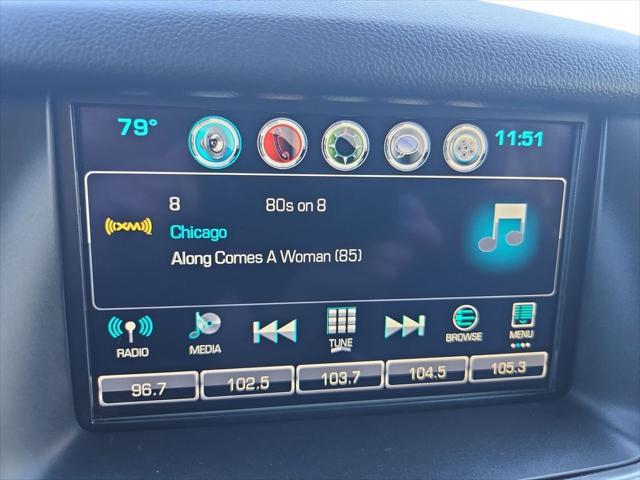 79°
11:51
8 80s on 8
((XM))
Chicago
Along Comes A Woman (85)
RADIO MEDIA TUNE BROWSE MENU
96.7 102.5 103.7 104.5 105.3